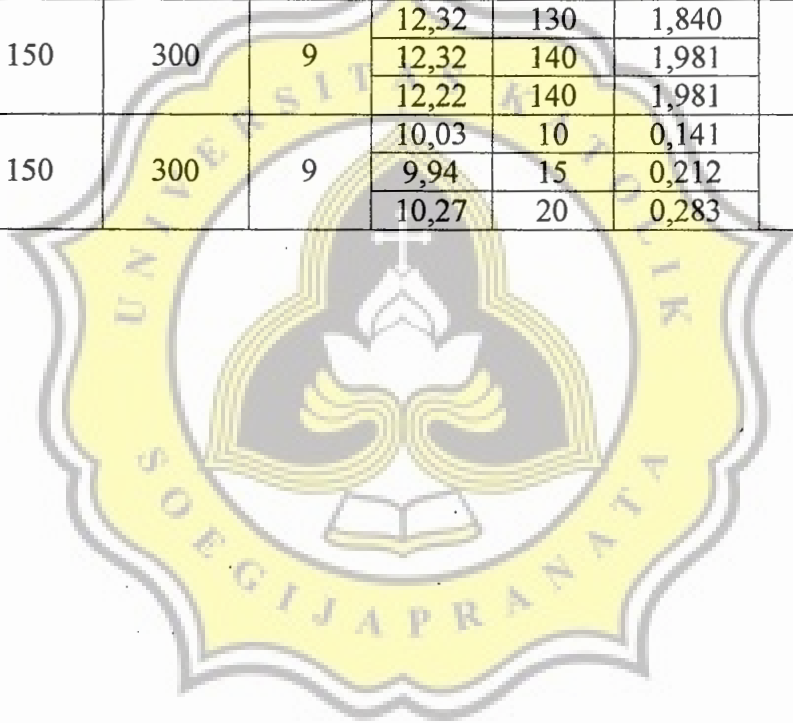 12,32 130 1,840
150 300 9 12,32 140 1,981
12,22 140 1,981
10,03 10 0,141
150 300 9 9,94 15 0,212
10,27 20 0,283
UNIVERSITAS KATOLIK
SOEGIJAPRANATA